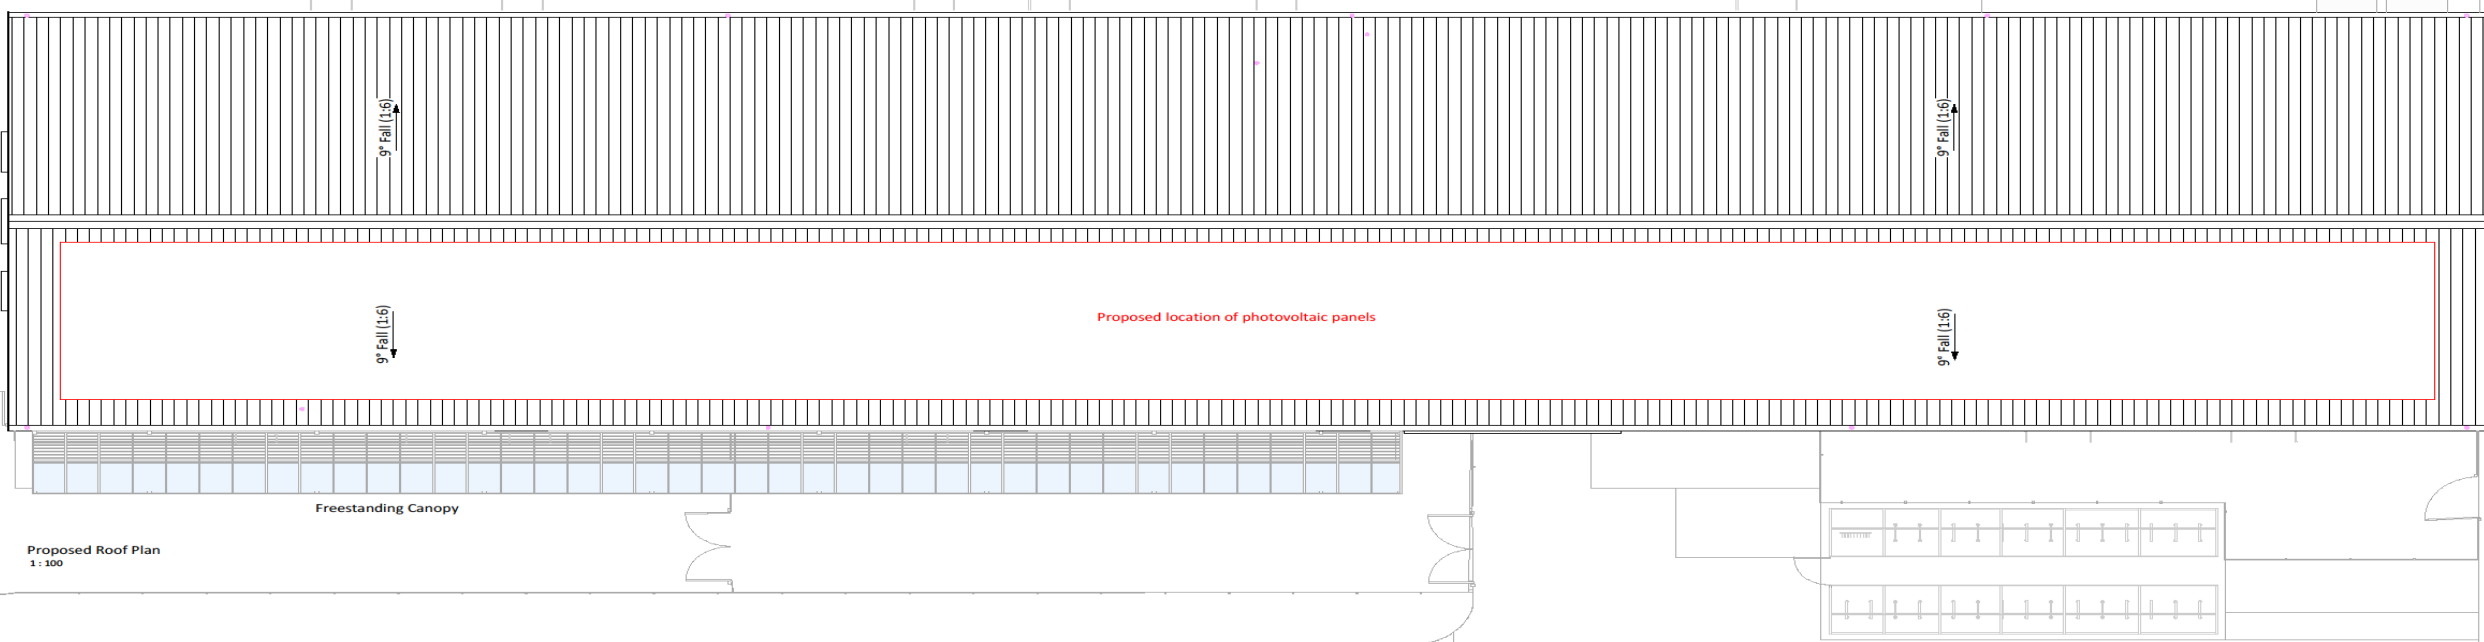 9° Fall (1:6)
9° Fall (1:6)
Proposed location of photovoltaic panels
9° Fall (1:6)
9° Fall (1:6)
Freestanding Canopy
Proposed Roof Plan
1 : 100